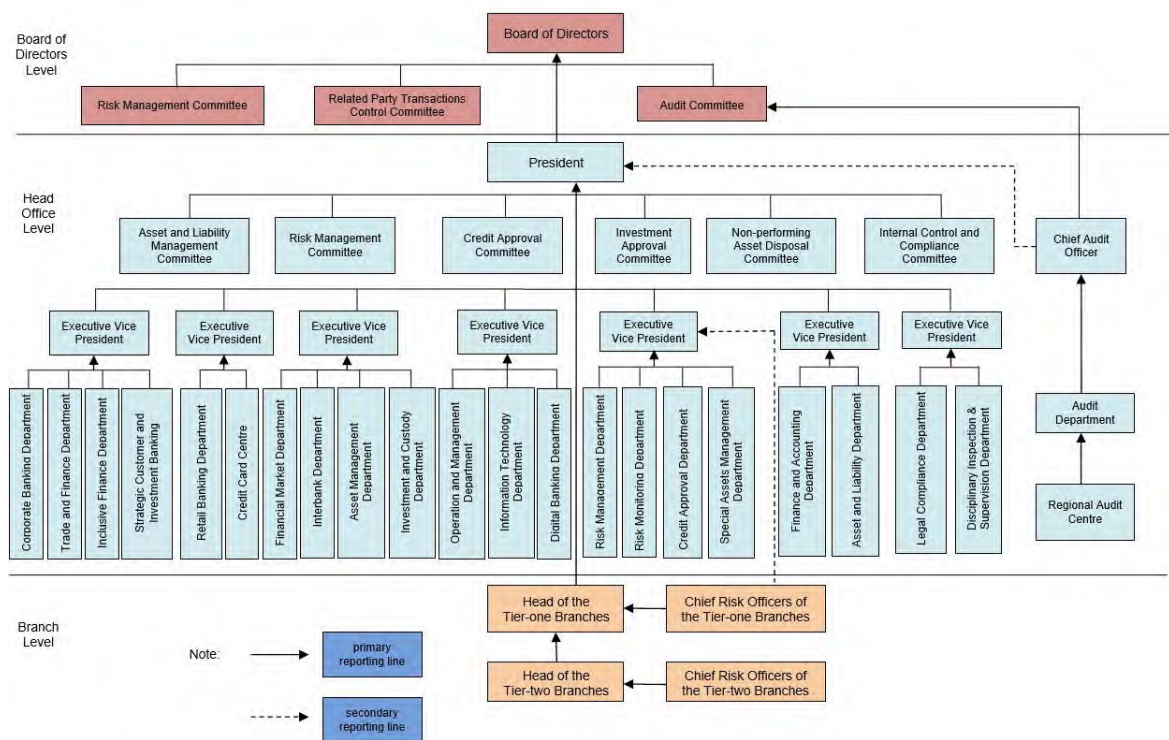 Board of
Directors
Level
Board of Directors
Risk Management Committee
Related Party Transactions
Control Committee
Audit Committee
Head
Office
Level
President
Asset and Liability
Management
Committee
Risk Management
Committee
Credit Approval
Committee
Investment
Approval
Committee
Non-performing
Asset Disposal
Committee
Internal Control and
Compliance
Committee
Chief Audit
Officer
Executive Vice
President
Executive
Vice President
Executive Vice
President
Executive Vice
President
Executive
Vice President
Executive
Vice President
Executive Vice
President
Corporate Banking Department
Trade and Finance Department
Inclusive Finance Department
Strategic Customer and
Investment Banking
Retail Banking Department
Credit Card Centre
Financial Market Department
Interbank Department
Asset Management
Department
Investment and Custody
Department
Operation and Management
Department
Information Technology
Department
Digital Banking Department
Risk Management Department
Risk Monitoring Department
Credit Approval Department
Special Assets Management
Department
Finance and Accounting
Department
Asset and Liability Department
Legal Compliance Department
Disciplinary Inspection &
Supervision Department
Audit
Department
Regional Audit
Centre
Branch
Level
Head of the
Tier-one Branches
Chief Risk Officers of
the Tier-one Branches
Head of the
Tier-two Branches
Chief Risk Officers of
the Tier-two Branches
Note:
primary
reporting line
secondary
reporting line